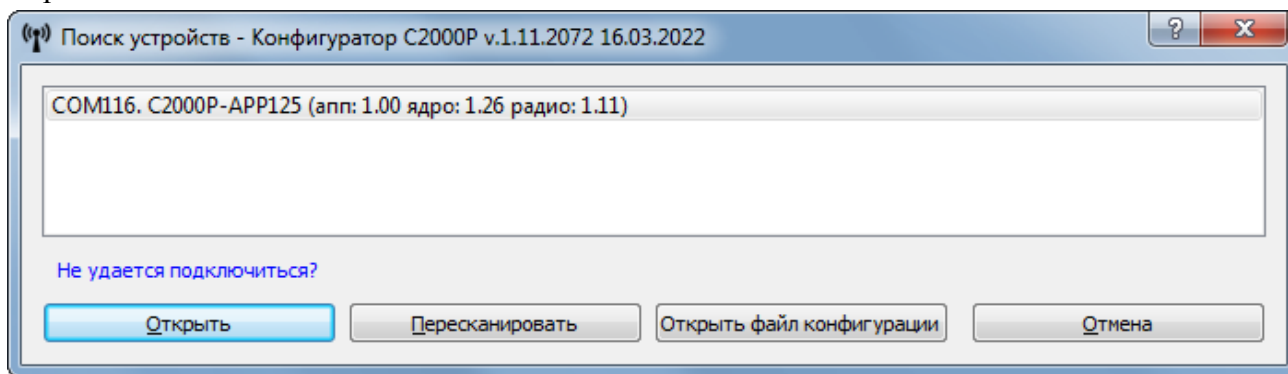 Поиск устройств - Конфигуратор С2000Р v.1.11.2072 16.03.2022
COM116. С2000Р-АРР125 (апп: 1.00 ядро: 1.26 радио: 1.11)
Не удается подключиться?
Открыть Пересканировать Открыть файл конфигурации Отмена